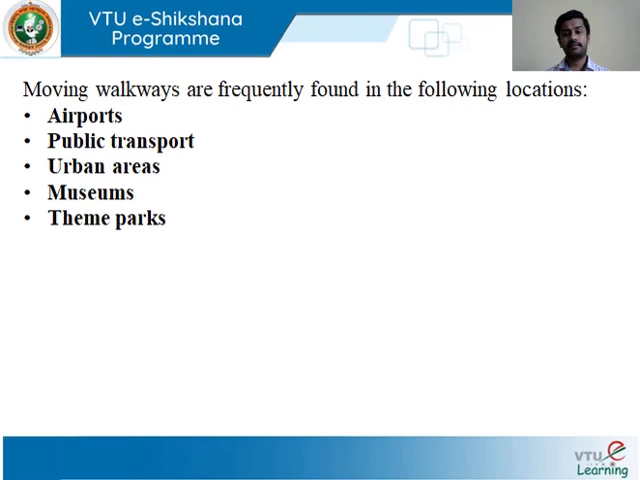 VTU e-Shikshana
Programme
Moving walkways are frequently found in the following locations:
• Airports
• Public transport
• Urban areas
• Museums
• Theme parks
VTU e
Learning